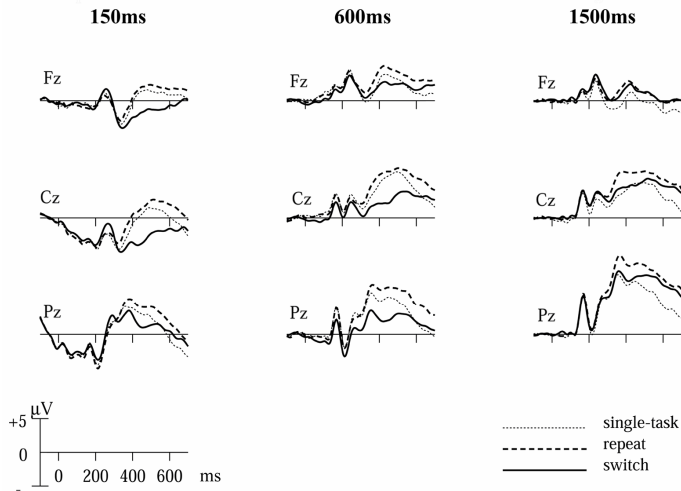 150ms 600ms 1500ms
Fz Fz Fz
Cz Cz Cz
Pz Pz Pz
μV
+5
0
0 200 400 600 ms
single-task
repeat
switch